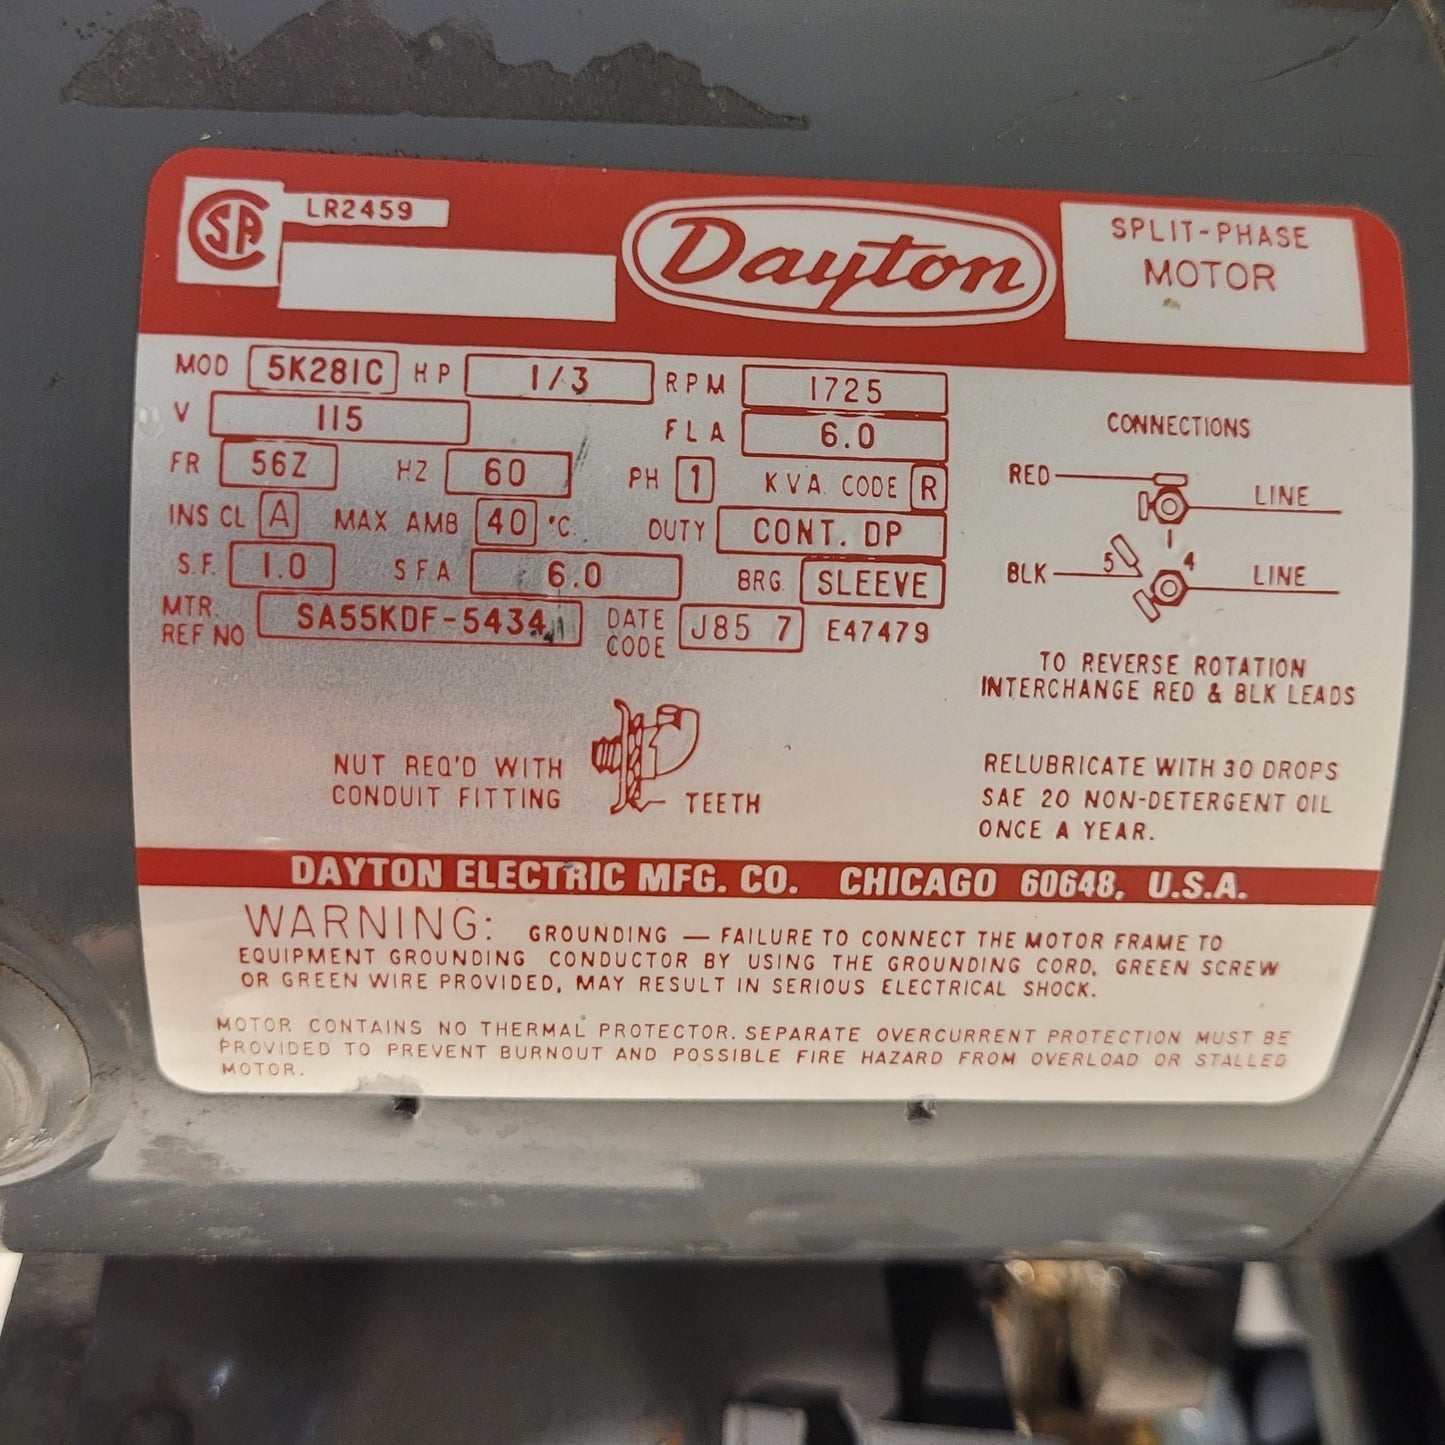 SA LR2459
Dayton
SPLIT-PHASE
MOTOR
MOD 5K281C HP 1/3 RPM 1725
V 115 FLA 6.0
FR 56Z HZ 60 PH 1 KVA CODE R
INS CL A MAX AMB 40 °C. DUTY CONT. DP
S.F. 1.0 SFA 6.0 BRG. SLEEVE
MTR. REF NO SA55KDF-5434 DATE CODE J85 7 E47479
CONNECTIONS
RED LINE
1
5 4
BLK LINE
TO REVERSE ROTATION
INTERCHANGE RED & BLK LEADS
NUT REQ'D WITH
CONDUIT FITTING
TEETH
RELUBRICATE WITH 30 DROPS
SAE 20 NON-DETERGENT OIL
ONCE A YEAR.
DAYTON ELECTRIC MFG. CO. CHICAGO 60648, U.S.A.
WARNING: GROUNDING — FAILURE TO CONNECT THE MOTOR FRAME TO
EQUIPMENT GROUNDING CONDUCTOR BY USING THE GROUNDING CORD, GREEN SCREW
OR GREEN WIRE PROVIDED, MAY RESULT IN SERIOUS ELECTRICAL SHOCK.
MOTOR CONTAINS NO THERMAL PROTECTOR. SEPARATE OVERCURRENT PROTECTION MUST BE
PROVIDED TO PREVENT BURNOUT AND POSSIBLE FIRE HAZARD FROM OVERLOAD OR STALLED
MOTOR.